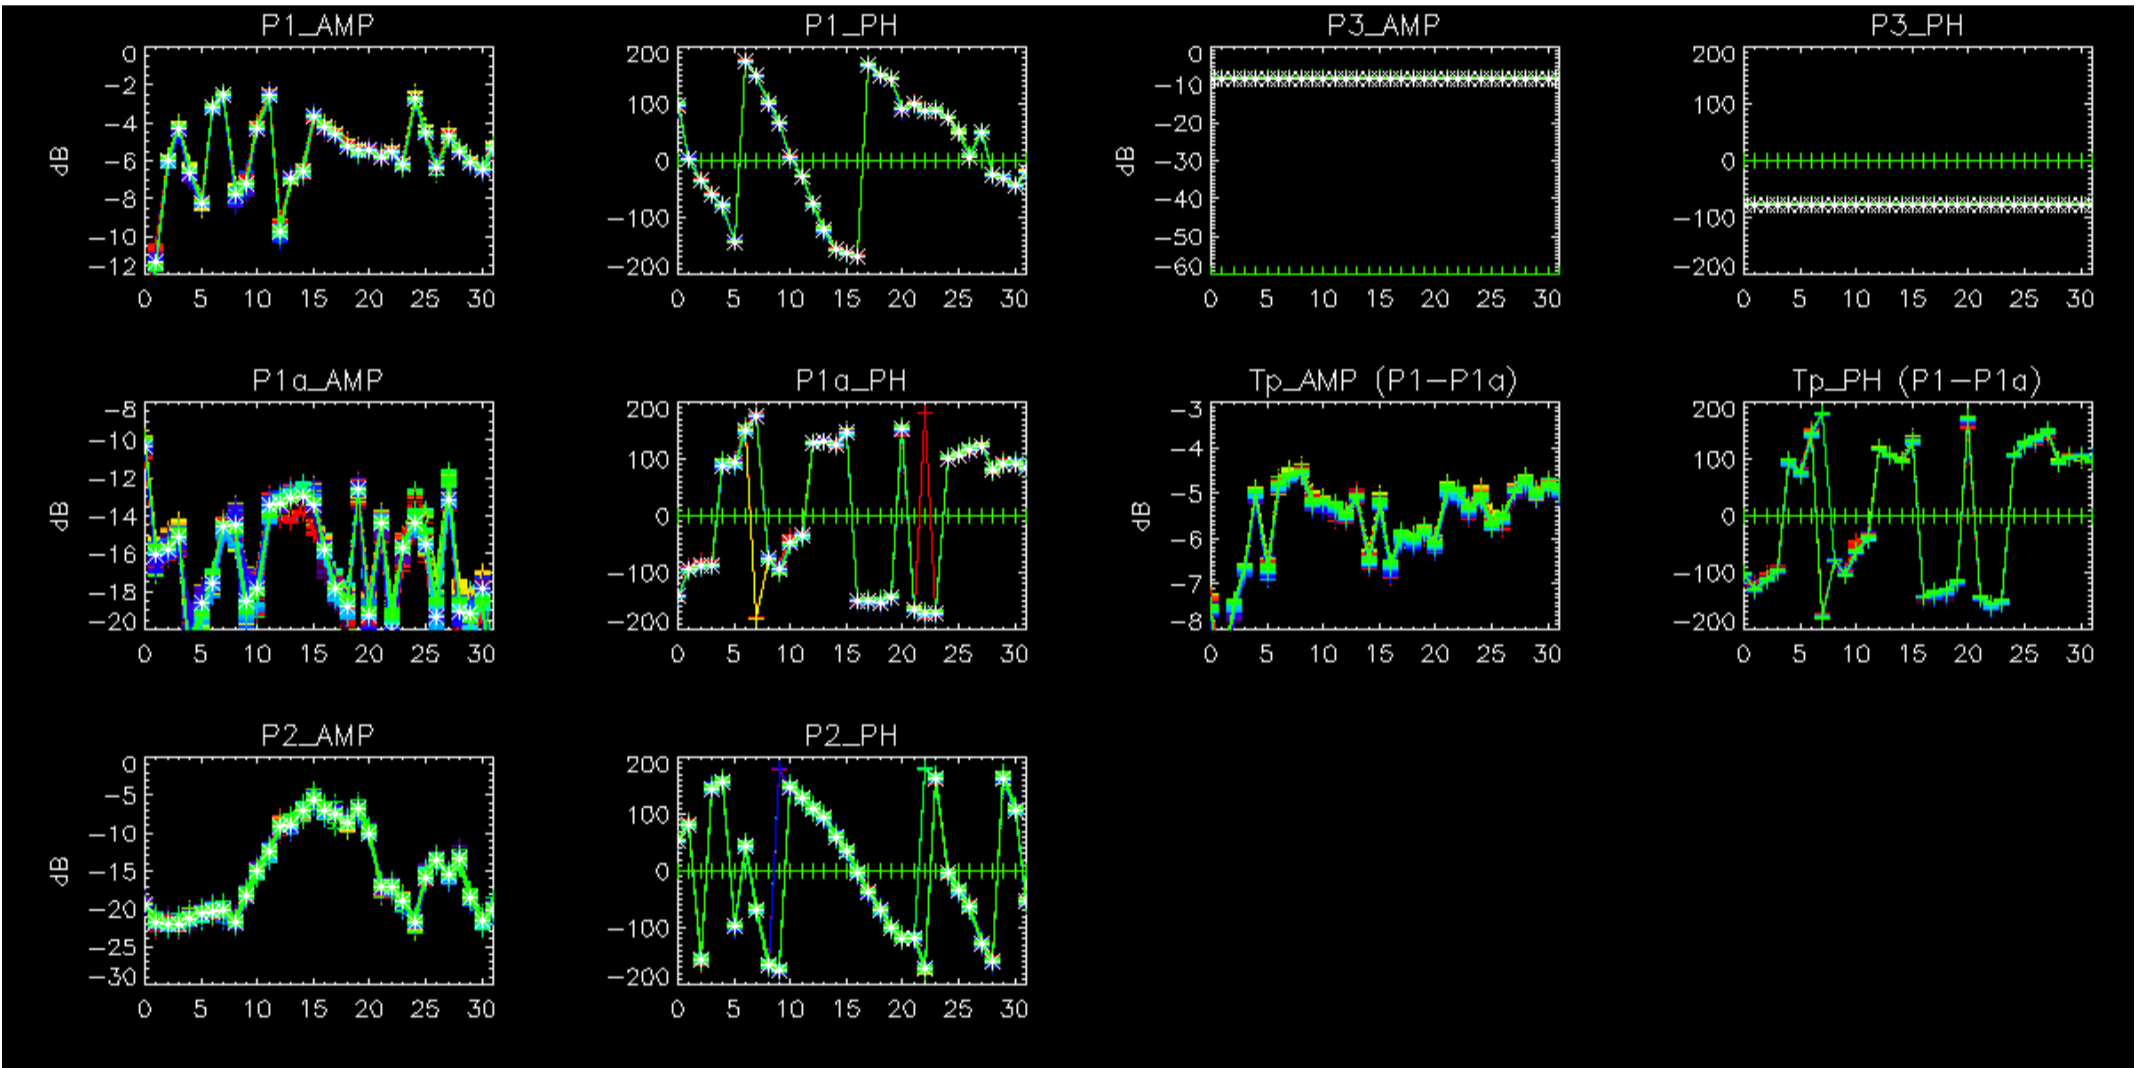 P1_AMP
0
−2
−4
−6
−8
−10
−12
dB
0 5 10 15 20 25 30
P1_PH
200
100
0
−100
−200
0 5 10 15 20 25 30
P3_AMP
0
−10
−20
−30
−40
−50
−60
dB
0 5 10 15 20 25 30
P3_PH
200
100
0
−100
−200
0 5 10 15 20 25 30
P1a_AMP
−8
−10
−12
−14
−16
−18
−20
dB
0 5 10 15 20 25 30
P1a_PH
200
100
0
−100
−200
0 5 10 15 20 25 30
Tp_AMP (P1−P1a)
−3
−4
−5
−6
−7
−8
dB
0 5 10 15 20 25 30
Tp_PH (P1−P1a)
200
100
0
−100
−200
0 5 10 15 20 25 30
P2_AMP
0
−5
−10
−15
−20
−25
−30
dB
0 5 10 15 20 25 30
P2_PH
200
100
0
−100
−200
0 5 10 15 20 25 30